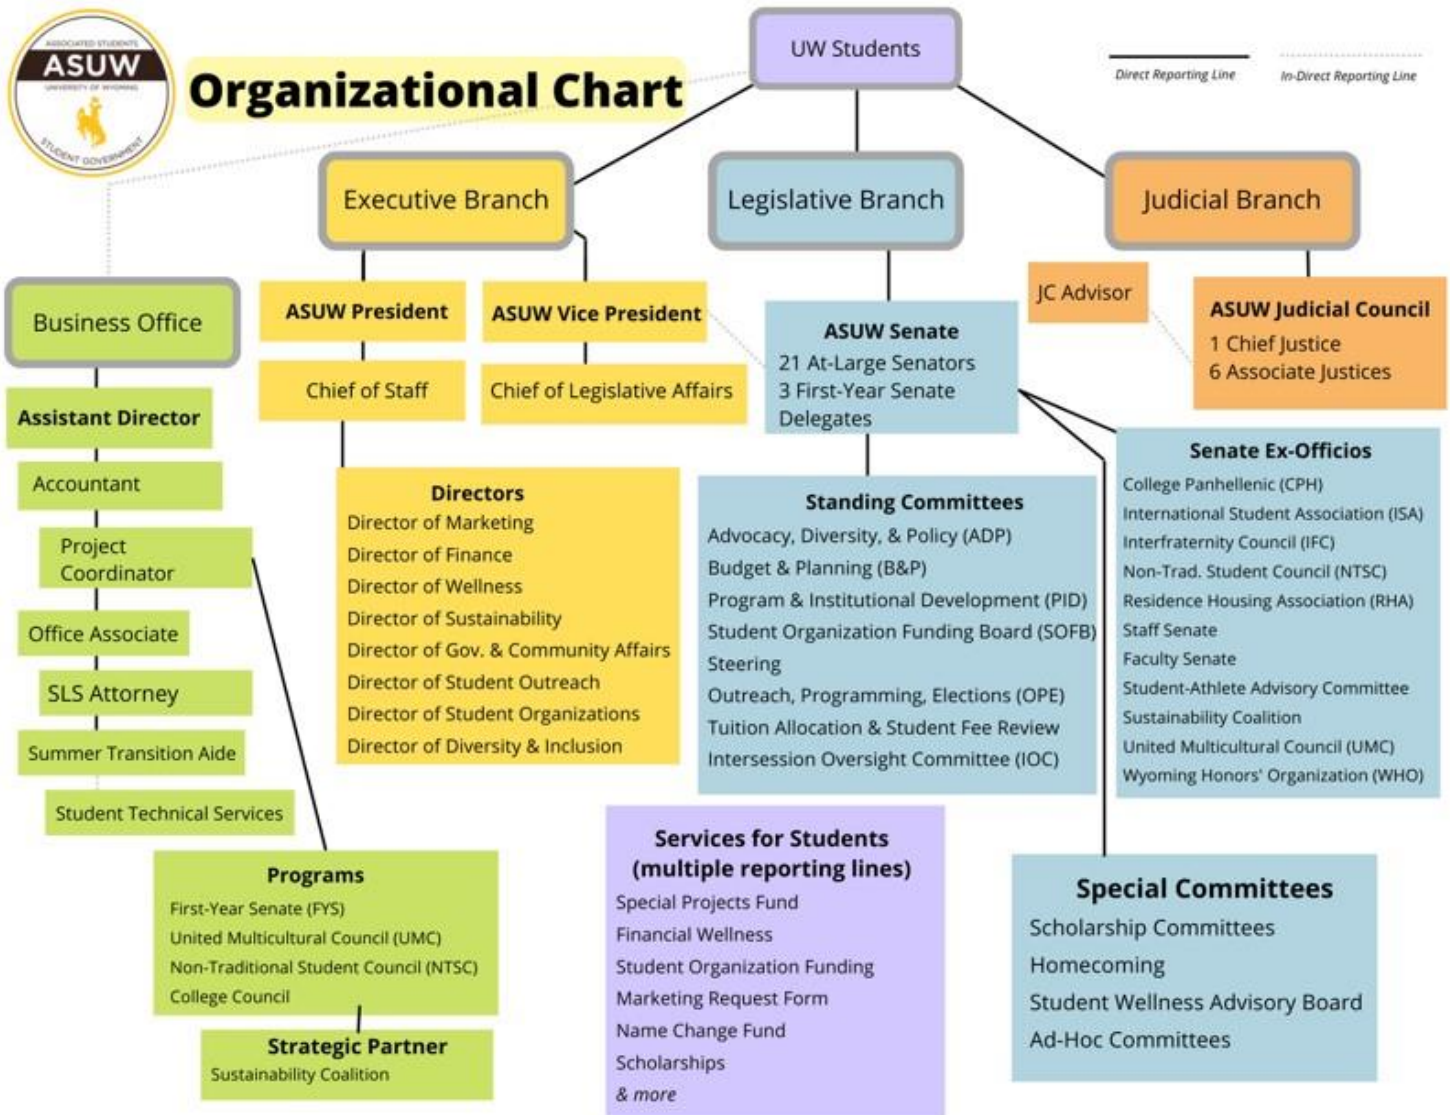 ASSOCIATED STUDENTS
ASUW
UNIVERSITY OF WYOMING
STUDENT GOVERNMENT
Organizational Chart
UW Students
Direct Reporting Line
In-Direct Reporting Line
Executive Branch
Legislative Branch
Judicial Branch
Business Office
Assistant Director
Accountant
Project
Coordinator
Office Associate
SLS Attorney
Summer Transition Aide
Student Technical Services
Programs
First-Year Senate (FYS)
United Multicultural Council (UMC)
Non-Traditional Student Council (NTSC)
College Council
Strategic Partner
Sustainability Coalition
ASUW President
Chief of Staff
ASUW Vice President
Chief of Legislative Affairs
Directors
Director of Marketing
Director of Finance
Director of Wellness
Director of Sustainability
Director of Gov. & Community Affairs
Director of Student Outreach
Director of Student Organizations
Director of Diversity & Inclusion
ASUW Senate
21 At-Large Senators
3 First-Year Senate
Delegates
Standing Committees
Advocacy, Diversity, & Policy (ADP)
Budget & Planning (B&P)
Program & Institutional Development (PID)
Student Organization Funding Board (SOFB)
Steering
Outreach, Programming, Elections (OPE)
Tuition Allocation & Student Fee Review
Intersession Oversight Committee (IOC)
Services for Students
(multiple reporting lines)
Special Projects Fund
Financial Wellness
Student Organization Funding
Marketing Request Form
Name Change Fund
Scholarships
& more
JC Advisor
ASUW Judicial Council
1 Chief Justice
6 Associate Justices
Senate Ex-Officios
College Panhellenic (CPH)
International Student Association (ISA)
Interfraternity Council (IFC)
Non-Trad. Student Council (NTSC)
Residence Housing Association (RHA)
Staff Senate
Faculty Senate
Student-Athlete Advisory Committee
Sustainability Coalition
United Multicultural Council (UMC)
Wyoming Honors' Organization (WHO)
Special Committees
Scholarship Committees
Homecoming
Student Wellness Advisory Board
Ad-Hoc Committees